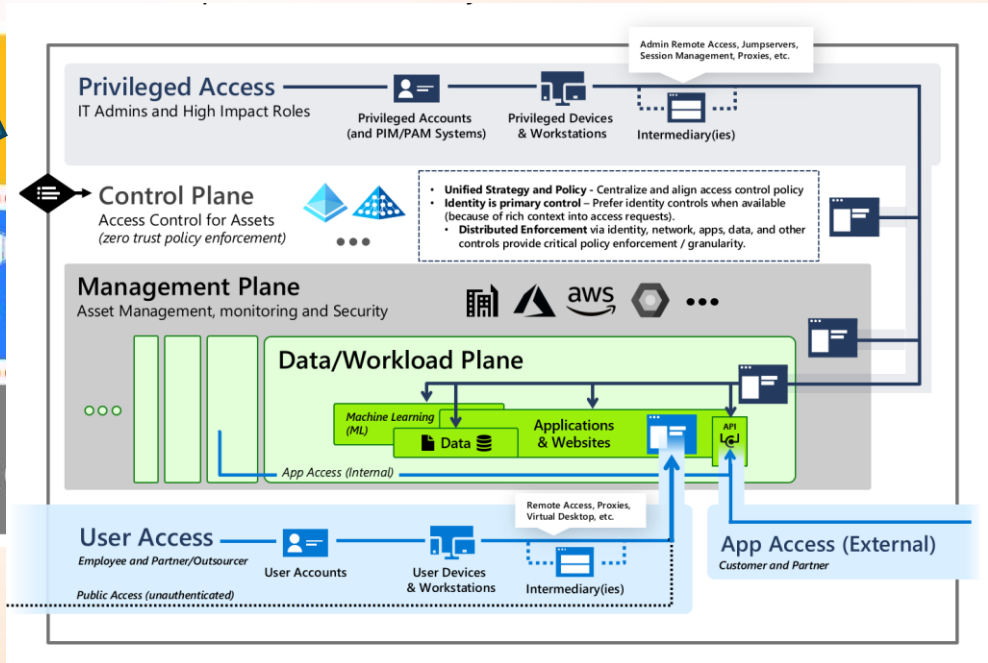 Admin Remote Access, Jumpservers,
Session Management, Proxies, etc.
Privileged Access
IT Admins and High Impact Roles
Privileged Accounts
(and PIM/PAM Systems)
Privileged Devices
& Workstations
Intermediary(ies)
Control Plane
Access Control for Assets
(zero trust policy enforcement)
• Unified Strategy and Policy - Centralize and align access control policy
• Identity is primary control – Prefer identity controls when available
(because of rich context into access requests).
• Distributed Enforcement via identity, network, apps, data, and other
controls provide critical policy enforcement / granularity.
Management Plane
Asset Management, monitoring and Security
aws
Data/Workload Plane
Machine Learning
(ML)
Data
Applications
& Websites
API
App Access (Internal)
Remote Access, Proxies,
Virtual Desktop, etc.
User Access
Employee and Partner/Outsourcer
User Accounts
User Devices
& Workstations
Intermediary(ies)
Public Access (unauthenticated)
App Access (External)
Customer and Partner